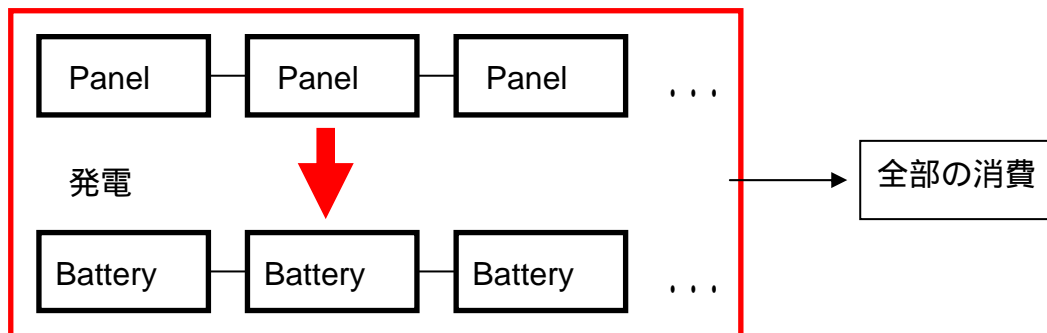 Panel Panel Panel ...
発電
全部の消費
Battery Battery Battery ...